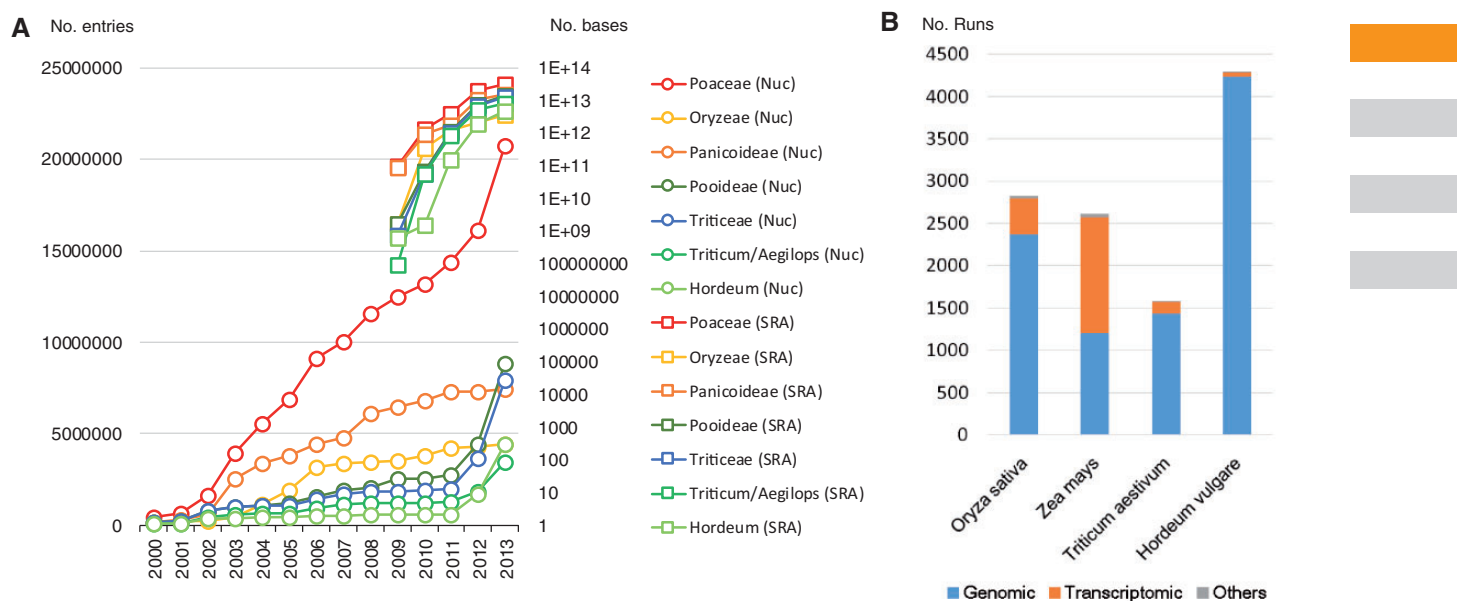 A
No. entries
No. bases
25000000
20000000
15000000
10000000
5000000
0
1E+14
1E+13
1E+12
1E+11
1E+10
1E+09
100000000
10000000
1000000
100000
10000
1000
100
10
1
2000
2001
2002
2003
2004
2005
2006
2007
2008
2009
2010
2011
2012
2013
Poaceae (Nuc)
Oryzeae (Nuc)
Panicoideae (Nuc)
Pooideae (Nuc)
Triticeae (Nuc)
Triticum/Aegilops (Nuc)
Hordeum (Nuc)
Poaceae (SRA)
Oryzeae (SRA)
Panicoideae (SRA)
Pooideae (SRA)
Triticeae (SRA)
Triticum/Aegilops (SRA)
Hordeum (SRA)
B
No. Runs
4500
4000
3500
3000
2500
2000
1500
1000
500
0
Oryza sativa
Zea mays
Triticum aestivum
Hordeum vulgare
Genomic Transcriptomic Others